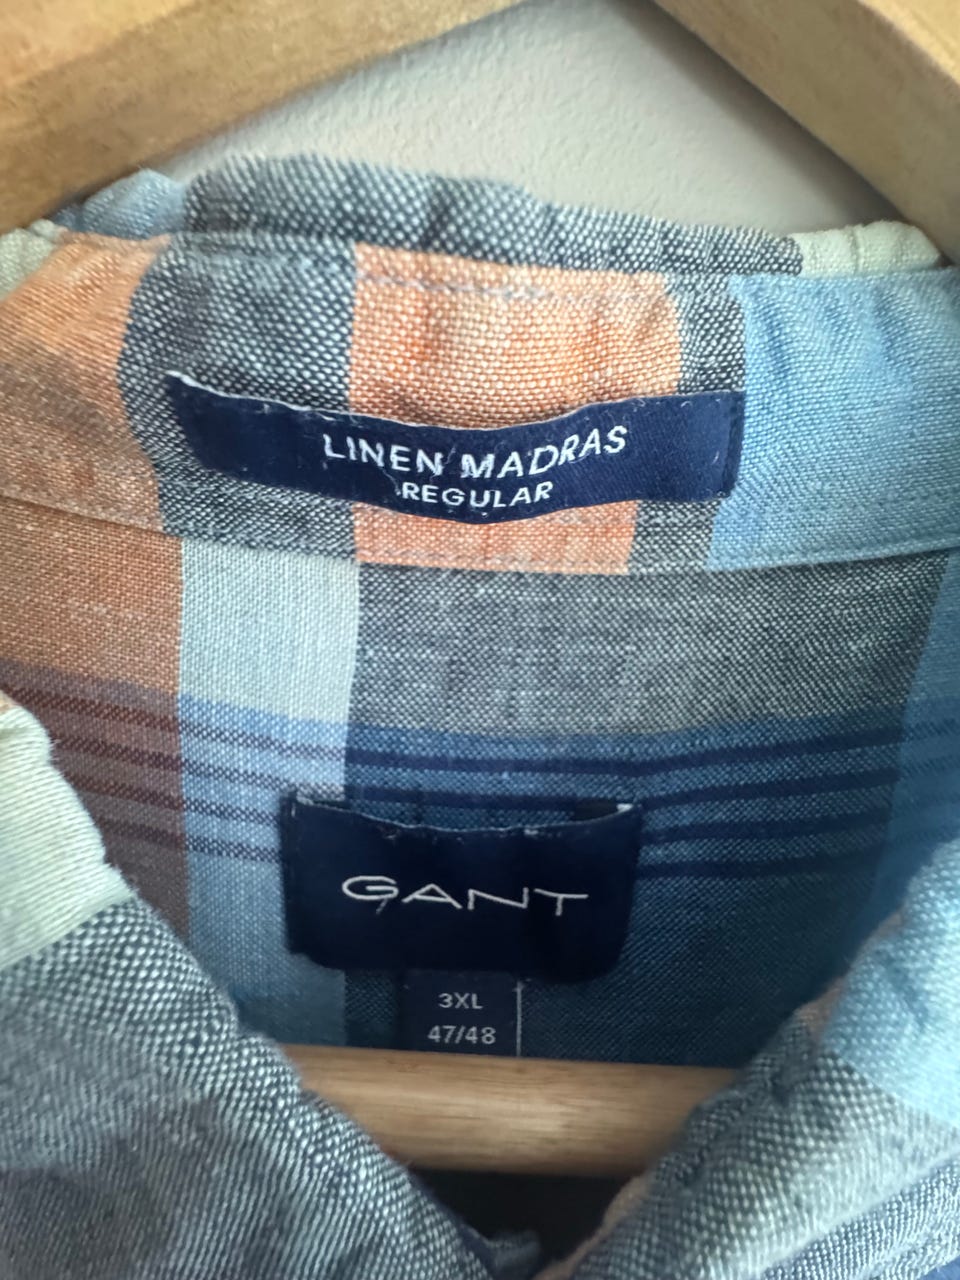 LINEN MADRAS
REGULAR
GANT
3XL
47/48